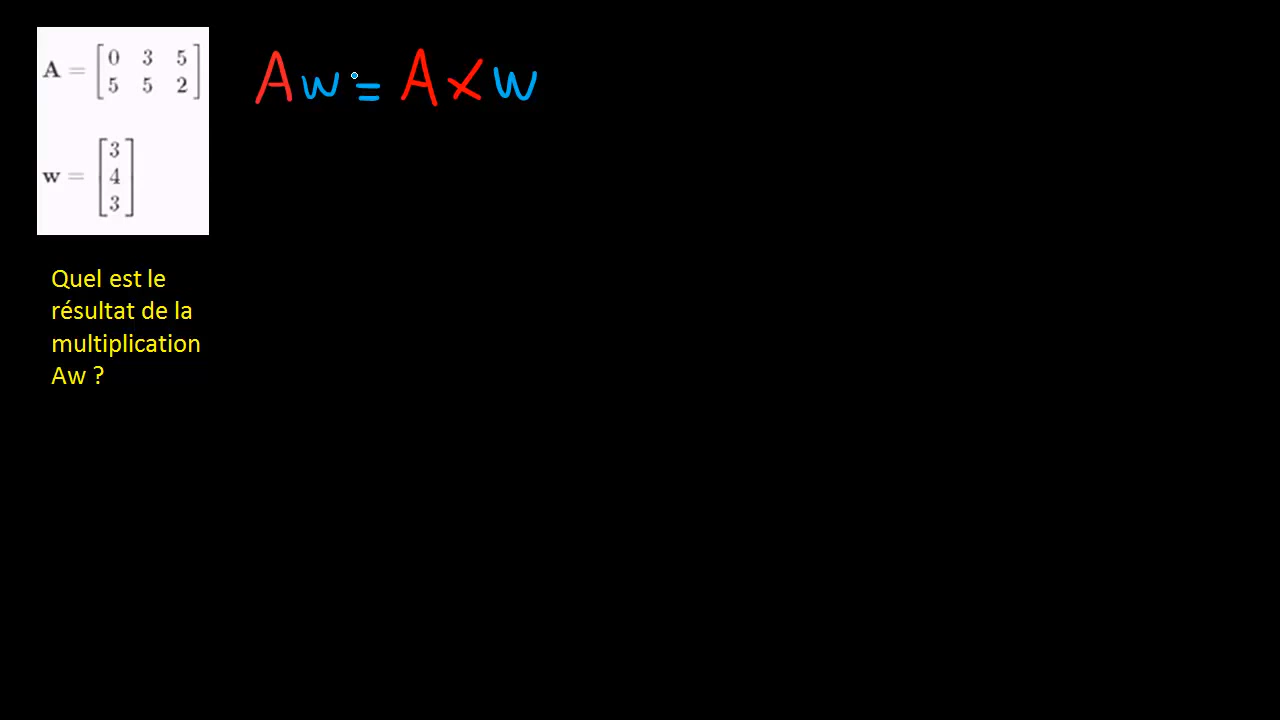 A = [0 3 5
5 5 2]
w = [3
4
3]
Aw = A×w
Quel est le
résultat de la
multiplication
Aw ?